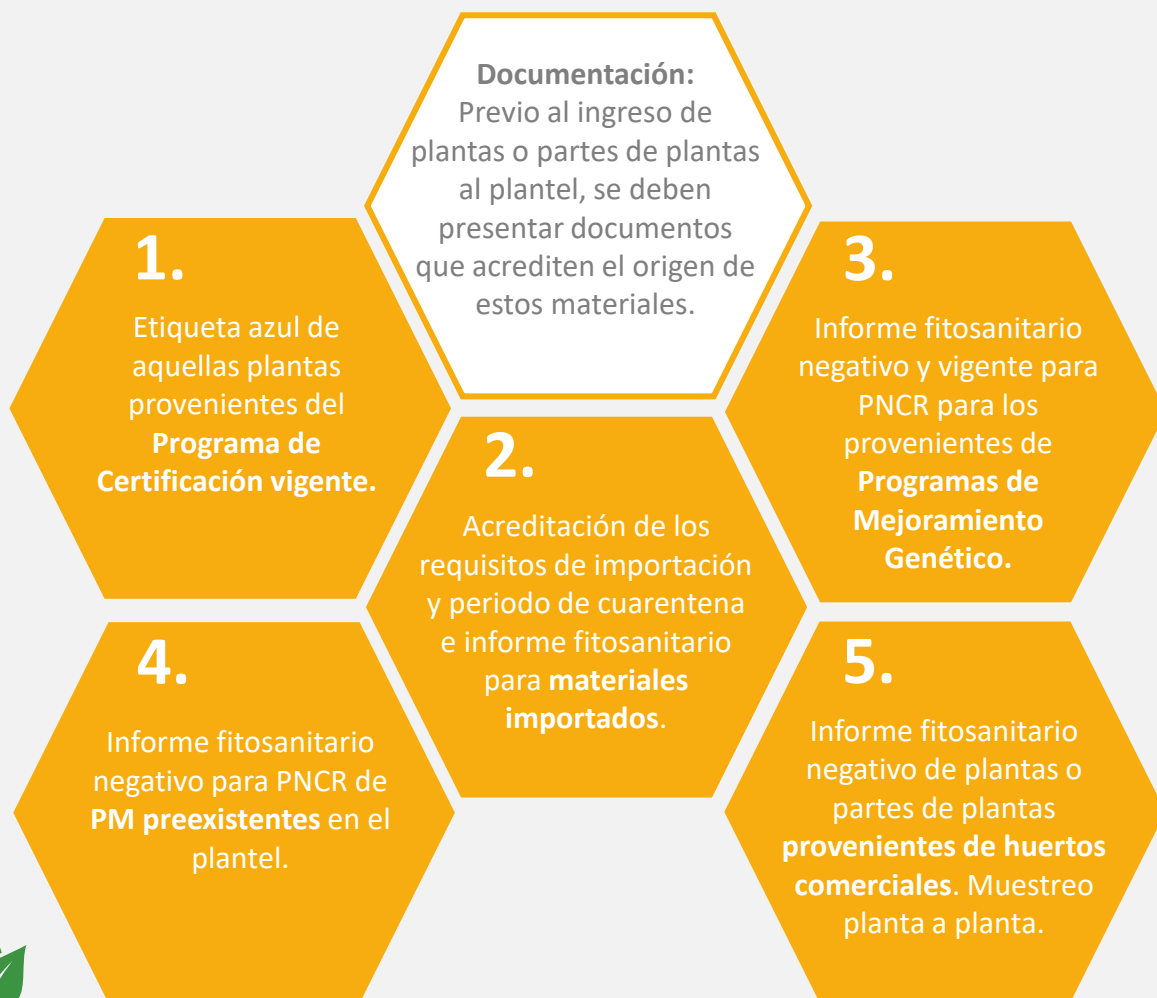 Documentación:
Previo al ingreso de
plantas o partes de plantas
al plantel, se deben
presentar documentos
que acrediten el origen de
estos materiales.
1.
Etiqueta azul de
aquellas plantas
provenientes del
Programa de
Certificación vigente.
2.
Acreditación de los
requisitos de importación
y periodo de cuarentena
e informe fitosanitario
para materiales
importados.
3.
Informe fitosanitario
negativo y vigente para
PNCR para los
provenientes de
Programas de
Mejoramiento
Genético.
4.
Informe fitosanitario
negativo para PNCR de
PM preexistentes en el
plantel.
5.
Informe fitosanitario
negativo de plantas o
partes de plantas
provenientes de huertos
comerciales. Muestreo
planta a planta.